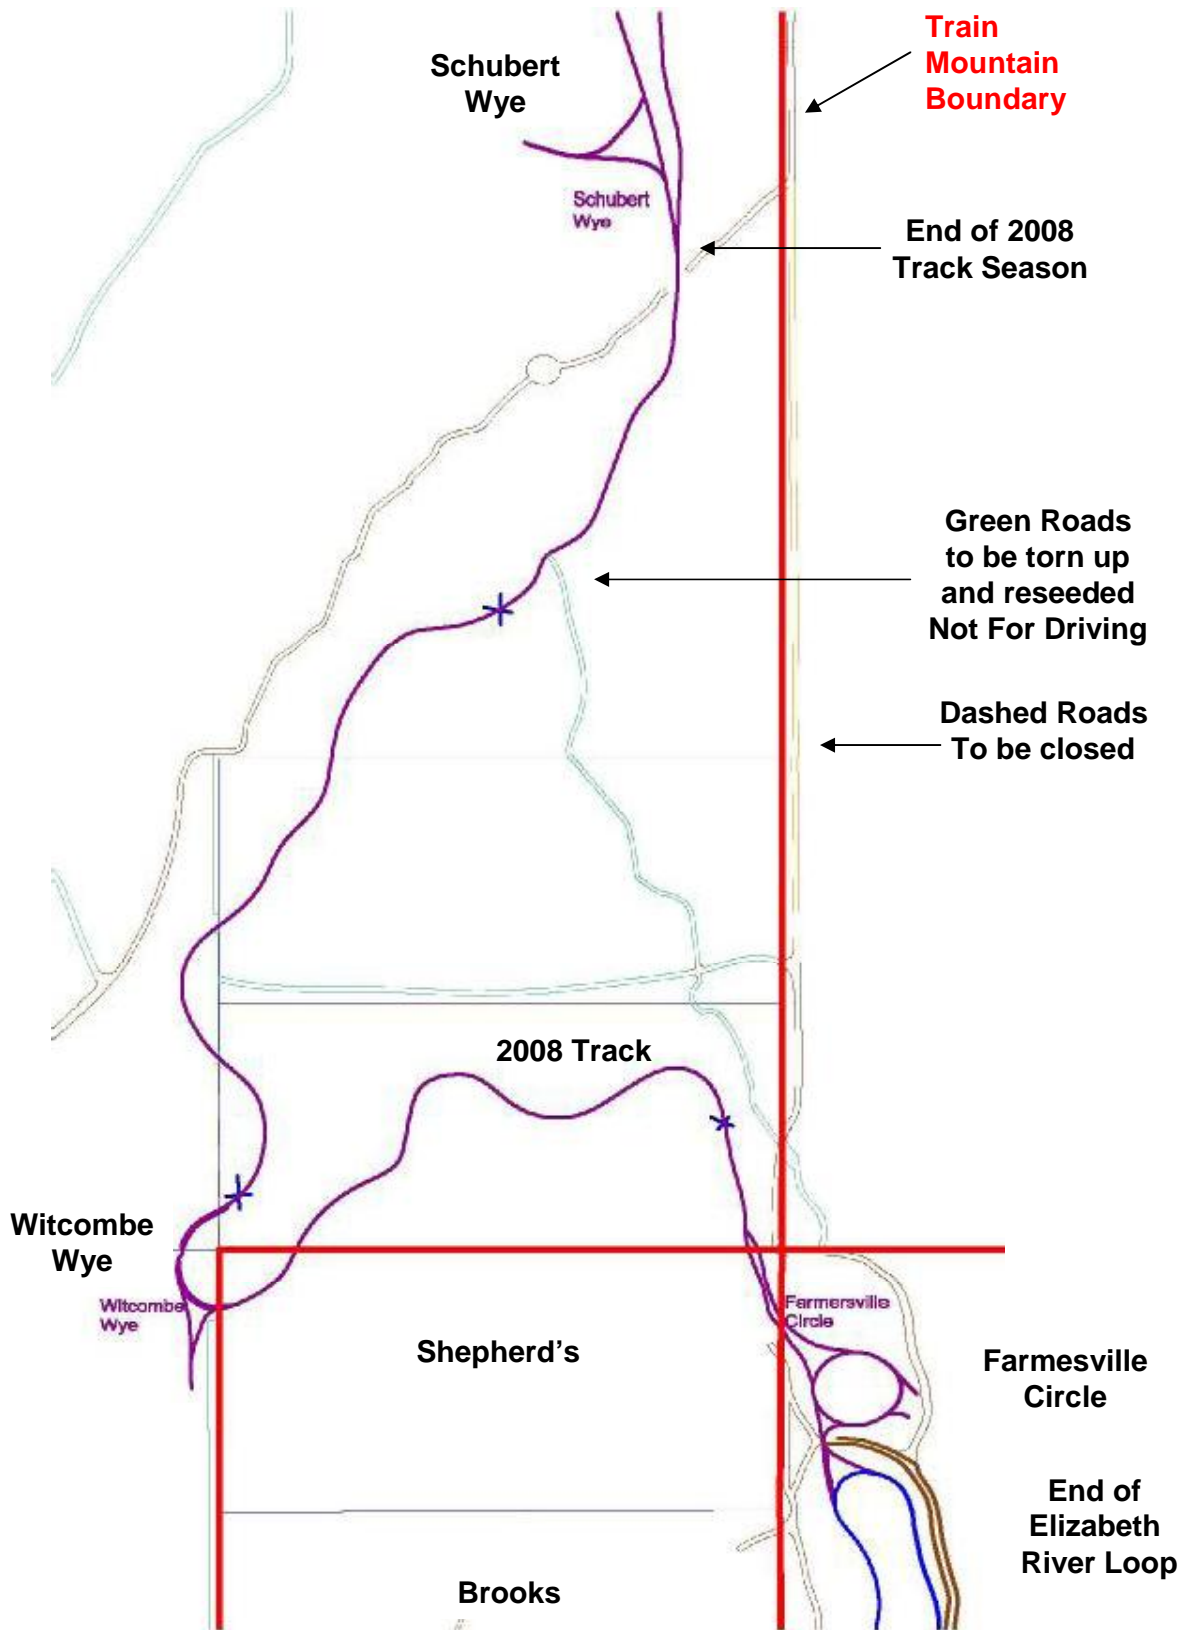 Train
Mountain
Boundary
Schubert
Wye
Schubert
Wye
End of 2008
Track Season
Green Roads
to be torn up
and reseeded
Not For Driving
Dashed Roads
To be closed
2008 Track
Witcombe
Wye
Witcombe
Wye
Farmersville
Circle
Shepherd's
Farmesville
Circle
End of
Elizabeth
River Loop
Brooks